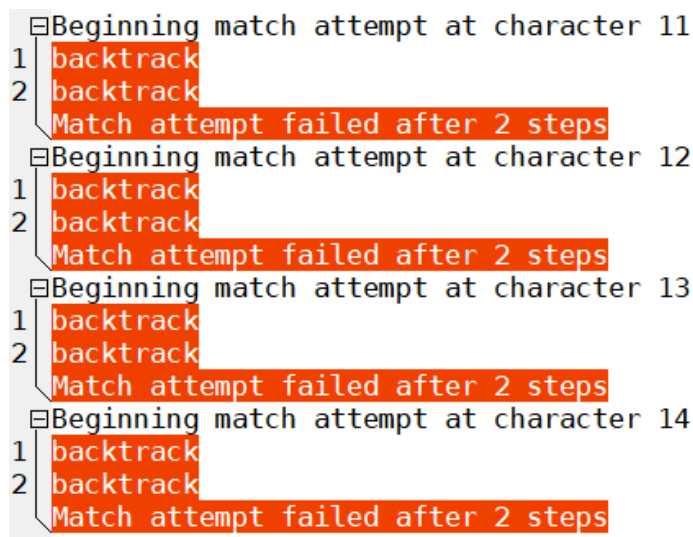 Beginning match attempt at character 11
1 backtrack
2 backtrack
Match attempt failed after 2 steps
Beginning match attempt at character 12
1 backtrack
2 backtrack
Match attempt failed after 2 steps
Beginning match attempt at character 13
1 backtrack
2 backtrack
Match attempt failed after 2 steps
Beginning match attempt at character 14
1 backtrack
2 backtrack
Match attempt failed after 2 steps